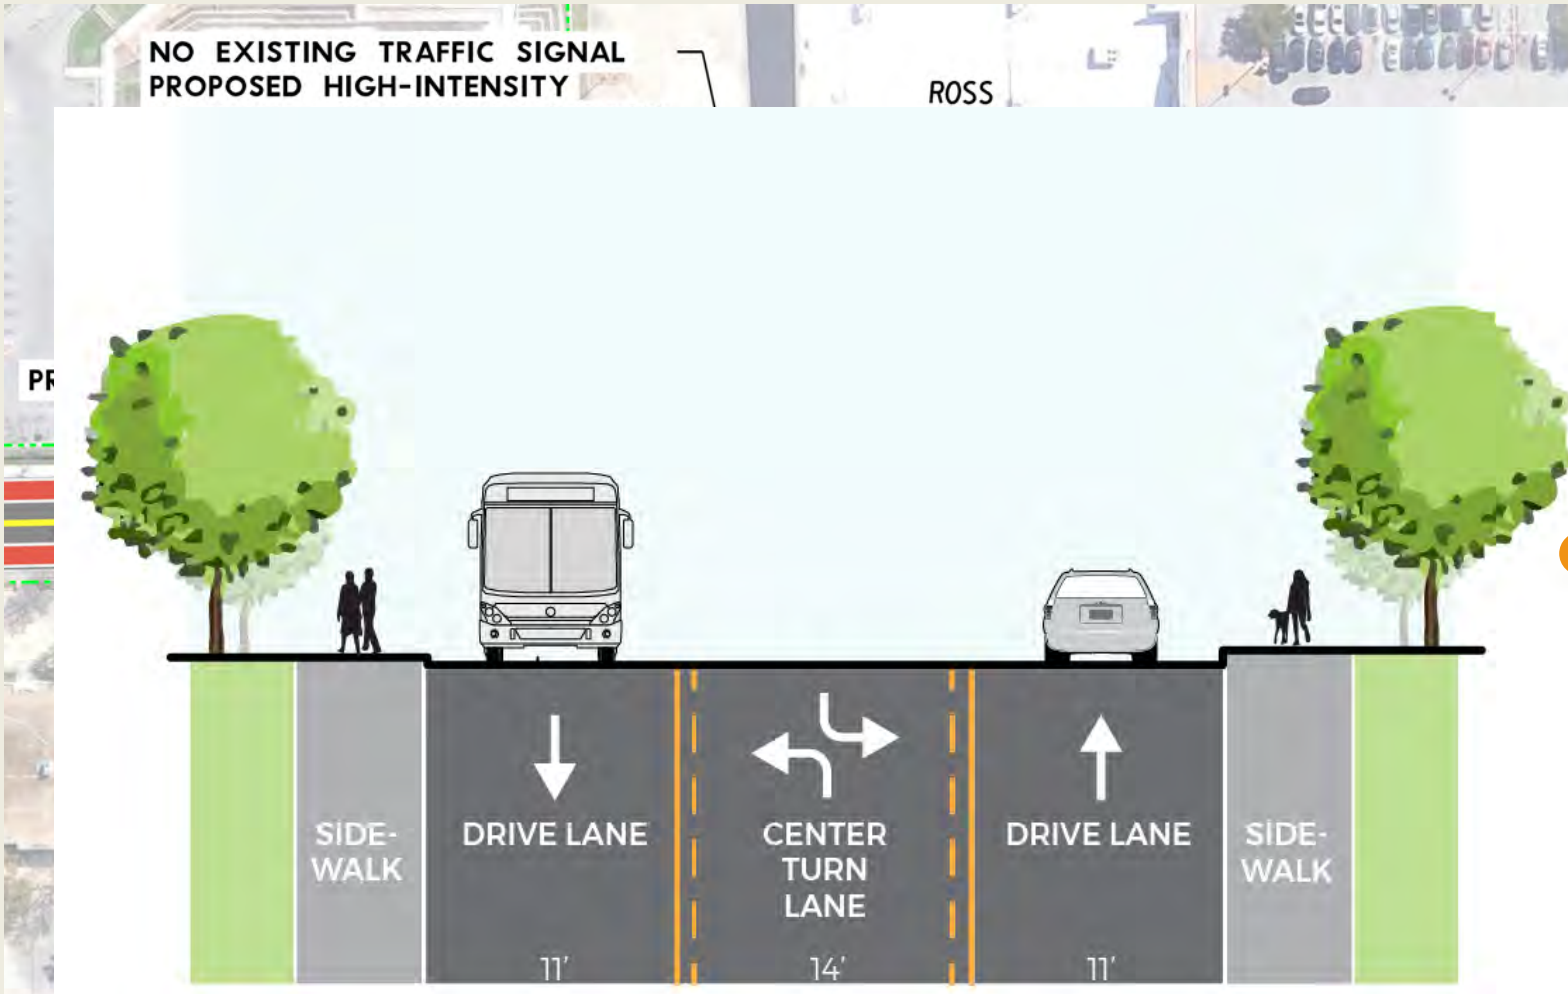 NO EXISTING TRAFFIC SIGNAL
PROPOSED HIGH-INTENSITY
ROSS
PR
SIDE-
WALK
DRIVE LANE
11'
CENTER
TURN
LANE
14'
DRIVE LANE
11'
SIDE-
WALK